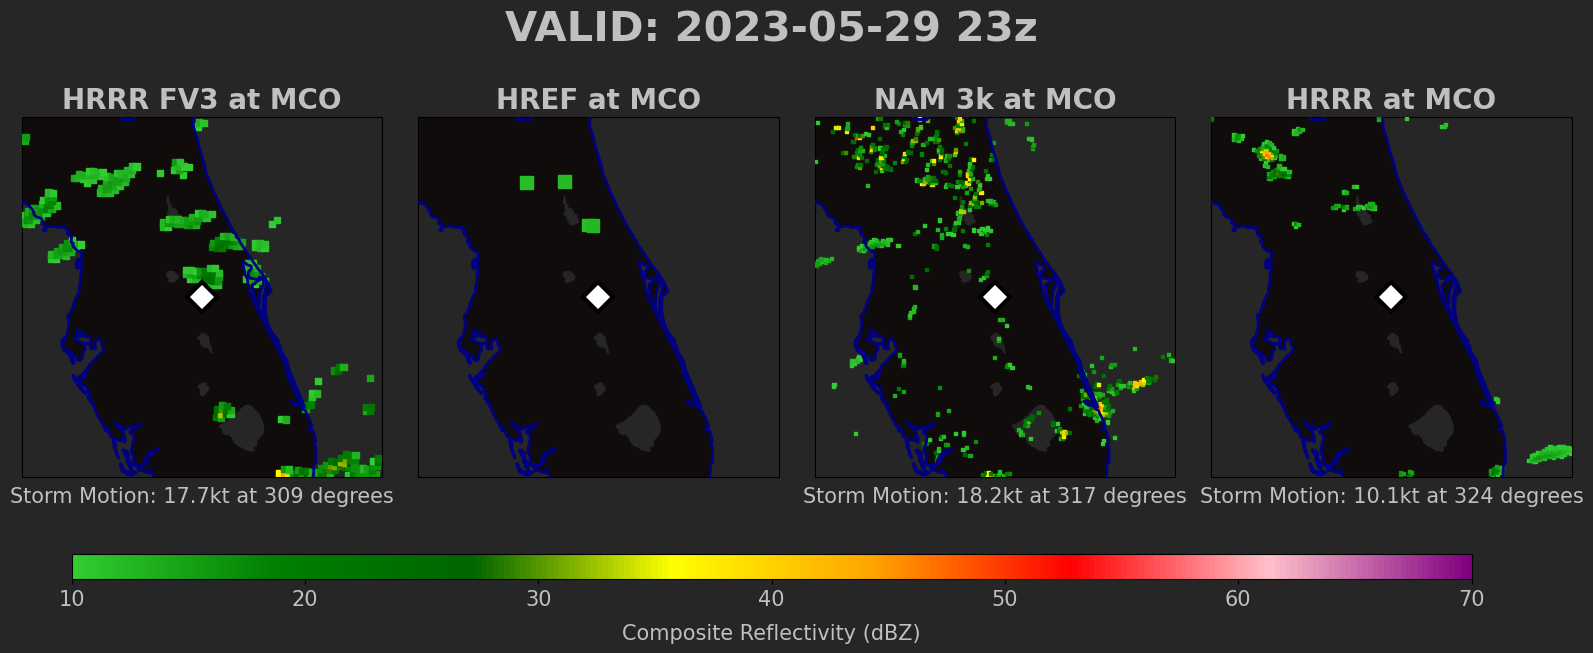 VALID: 2023-05-29 23z
HRRR FV3 at MCO
HREF at MCO
NAM 3k at MCO
HRRR at MCO
Storm Motion: 17.7kt at 309 degrees
Storm Motion: 18.2kt at 317 degrees
Storm Motion: 10.1kt at 324 degrees
10 20 30 40 50 60 70
Composite Reflectivity (dBZ)